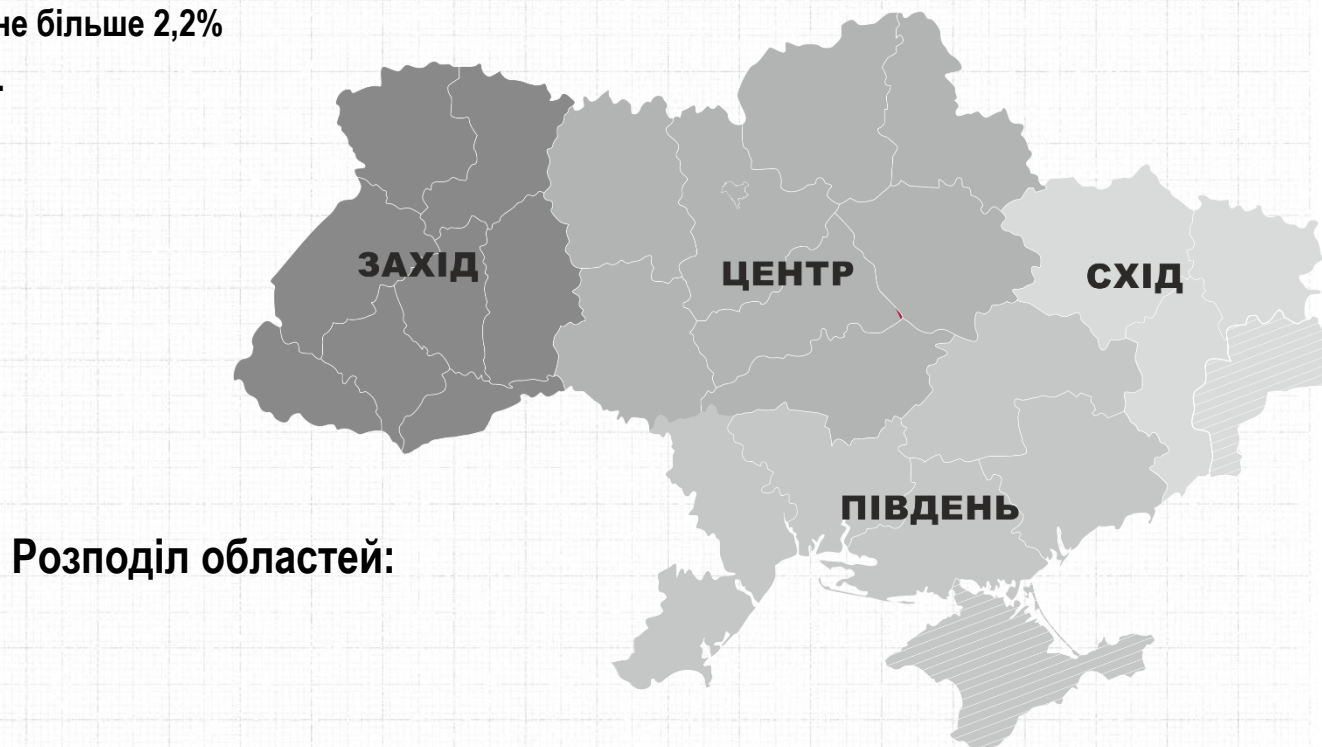 не більше 2,2%
.
ЗАХІД
ЦЕНТР
СХІД
ПІВДЕНЬ
Розподіл областей: